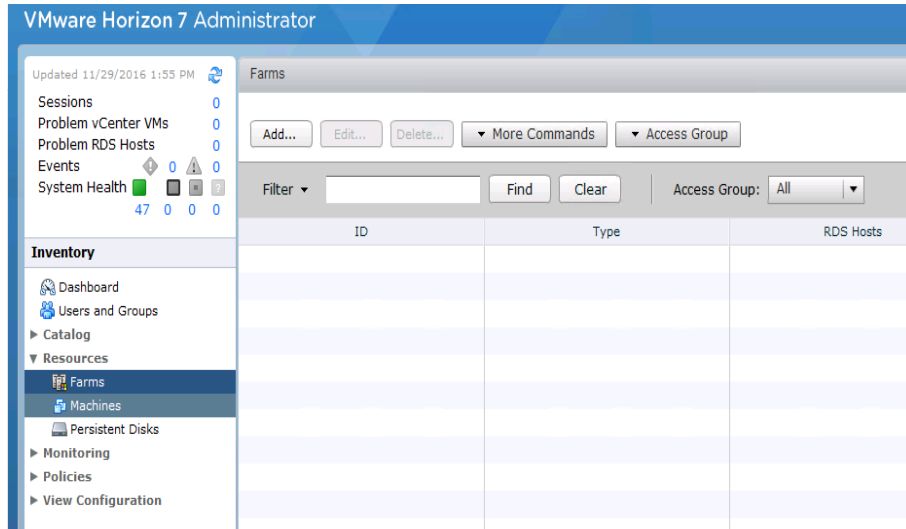 VMware Horizon 7 Administrator
Updated 11/29/2016 1:55 PM
Sessions 0
Problem vCenter VMs 0
Problem RDS Hosts 0
Events 0 0
System Health ?
47 0 0 0
Inventory
Dashboard
Users and Groups
Catalog
Resources
Farms
Machines
Persistent Disks
Monitoring
Policies
View Configuration
Farms
Add... Edit... Delete... More Commands Access Group
Filter Find Clear Access Group: All
ID Type RDS Hosts